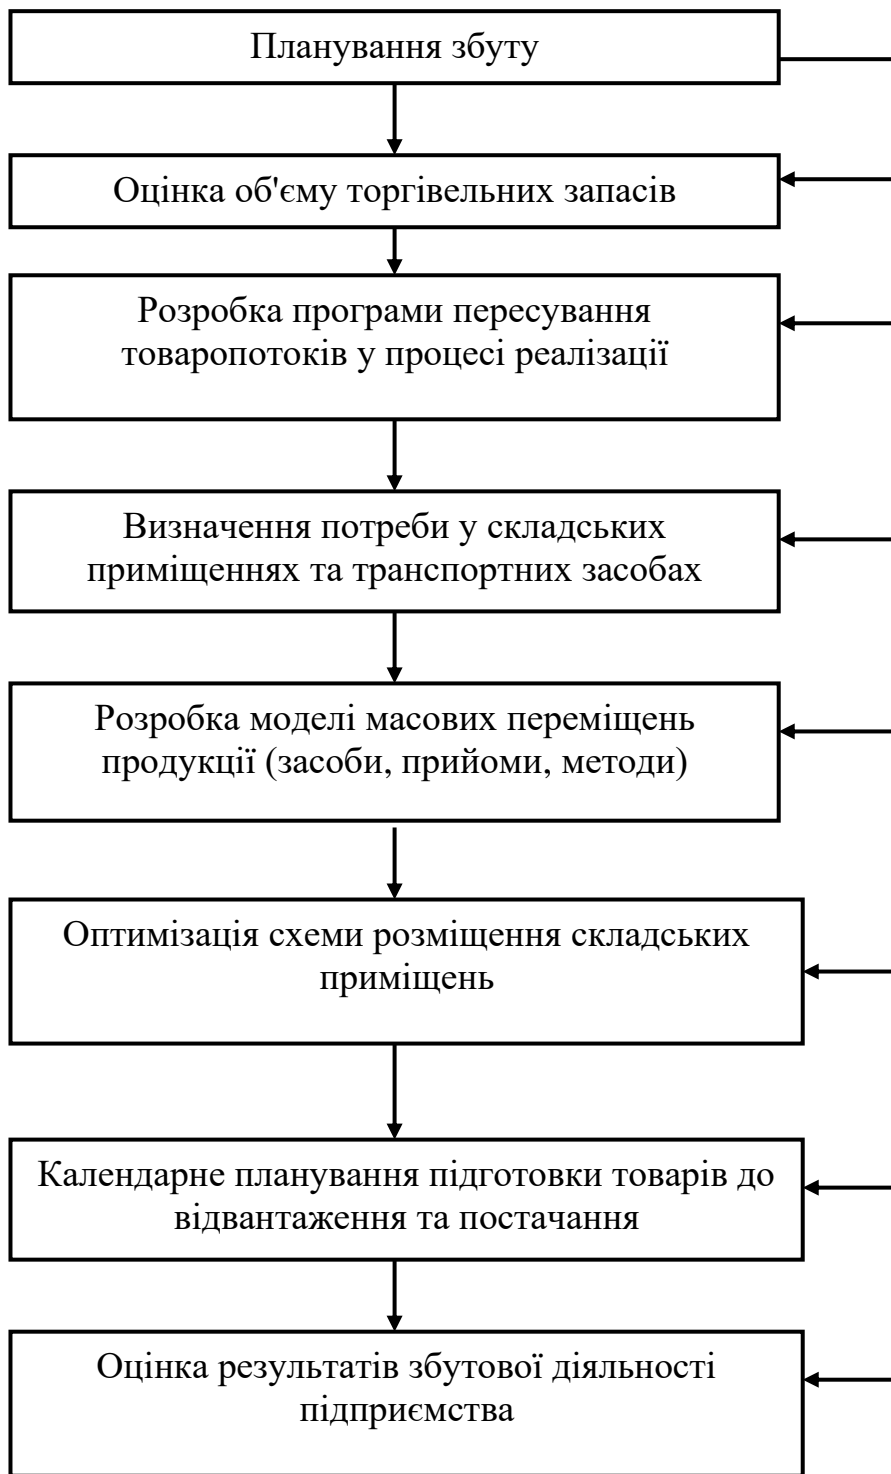 Планування збуту
Оцінка об'єму торгівельних запасів
Розробка програми пересування
товаропотоків у процесі реалізації
Визначення потреби у складських
приміщеннях та транспортних засобах
Розробка моделі масових переміщень
продукції (засоби, прийоми, методи)
Оптимізація схеми розміщення складських
приміщень
Календарне планування підготовки товарів до
відвантаження та постачання
Оцінка результатів збутової діяльності
підприємства